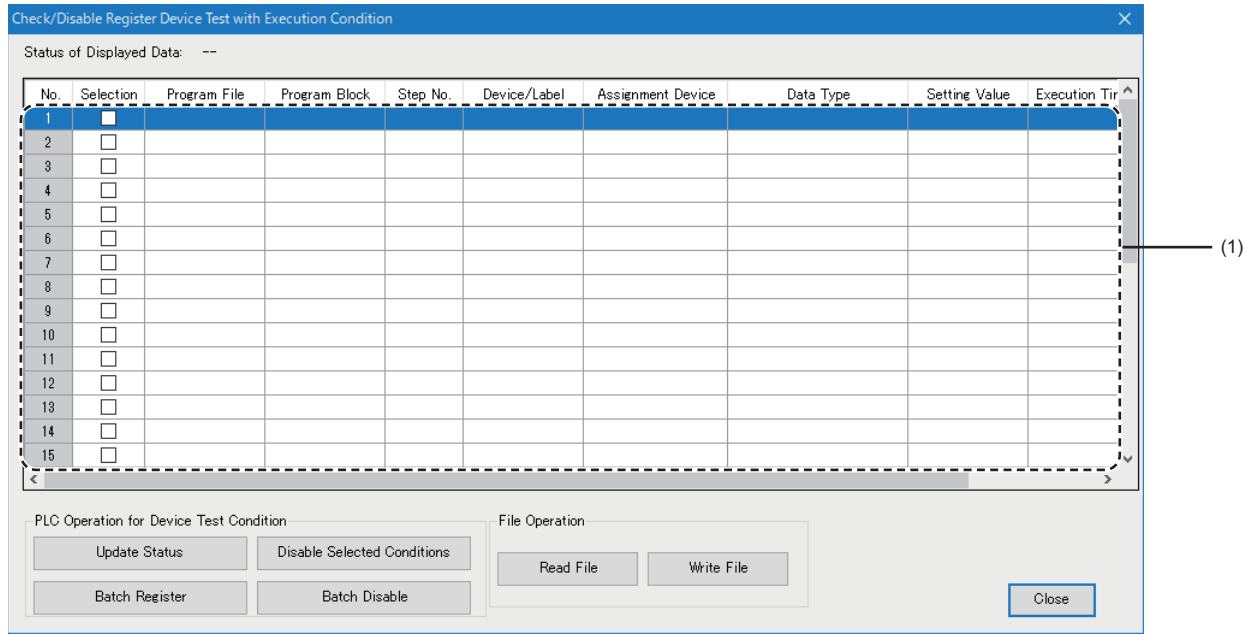 Check/Disable Register Device Test with Execution Condition
Status of Displayed Data: --
No. Selection Program File Program Block Step No. Device/Label Assignment Device Data Type Setting Value Execution Tir
1
2
3
4
5
6
7
(1)
8
9
10
11
12
13
14
15
PLC Operation for Device Test Condition File Operation
Update Status Disable Selected Conditions
Read File Write File
Batch Register Batch Disable Close